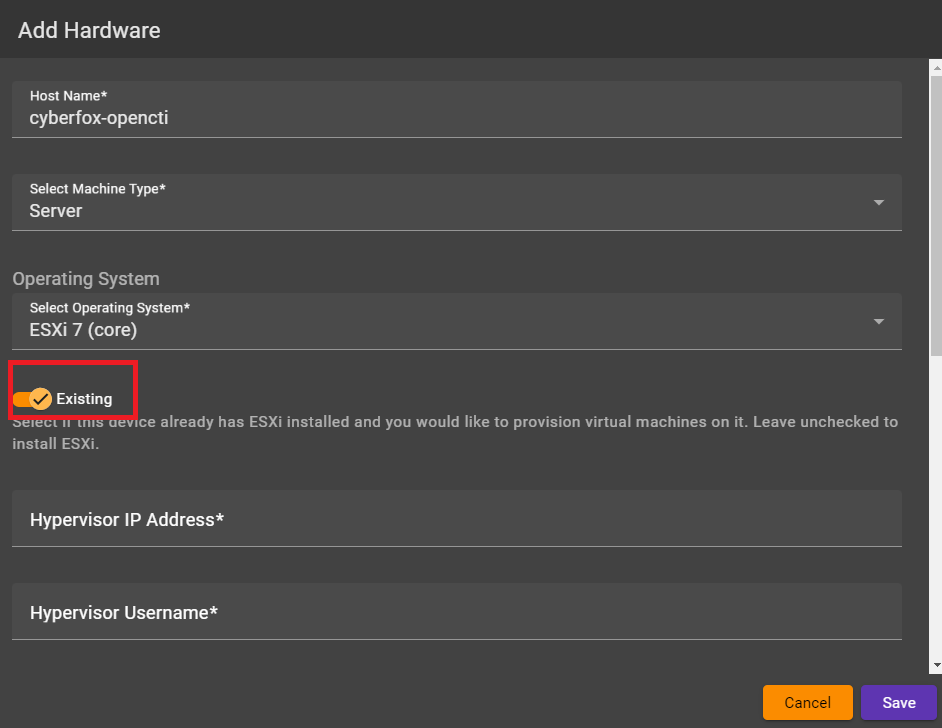 Add Hardware
Host Name*
cyberfox-opencti
Select Machine Type*
Server
Operating System
Select Operating System*
ESXi 7 (core)
Existing
Select if this device already has ESXi installed and you would like to provision virtual machines on it. Leave unchecked to
install ESXi.
Hypervisor IP Address*
Hypervisor Username*
Cancel
Save